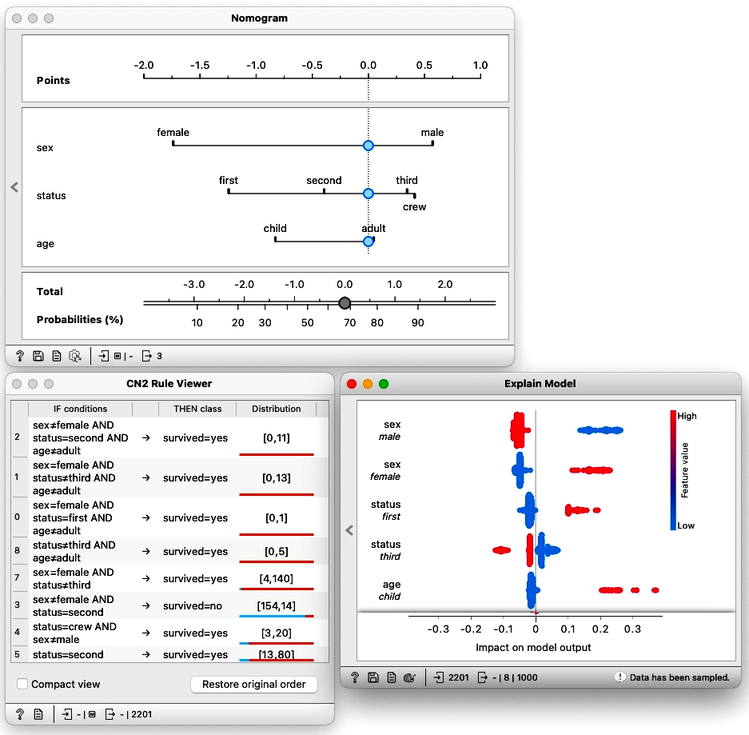 Nomogram
-2.0 -1.5 -1.0 -0.5 0.0 0.5 1.0
Points
female male
sex
first second third
status
crew
child adult
age
-3.0 -2.0 -1.0 0.0 1.0 2.0
Total
Probabilities (%)
10 20 30 50 70 80 90
? - 3
CN2 Rule Viewer
IF conditions THEN class Distribution
2 sex≠female AND
status=second AND
age≠adult → survived=yes [0,11]
1 sex=female AND
status≠third AND
age≠adult → survived=yes [0,13]
0 sex=female AND
status=first AND
age≠adult → survived=yes [0,1]
8 status≠third AND
age≠adult → survived=yes [0,5]
7 sex=female AND
status≠third → survived=yes [4,140]
3 sex≠female AND
status=second → survived=no [154,14]
4 status=crew AND
sex≠male → survived=yes [3,20]
5 status=second → survived=yes [13,80]
Compact view
Restore original order
? - | - | 2201
Explain Model
sex
male
sex
female
status
first
status
third
age
child
High
Feature value
Low
-0.3 -0.2 -0.1 0 0.1 0.2 0.3
Impact on model output
? 2201 - | 8 | 1000 Data has been sampled.